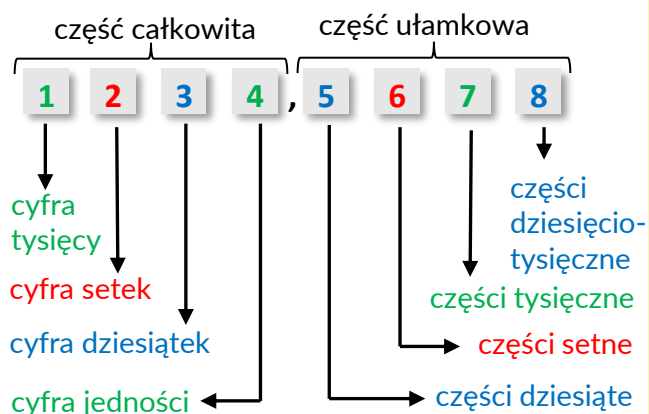 część całkowita część ułamkowa
1 2 3 4 , 5 6 7 8
cyfra
tysięcy
części
dziesięcio-
tysięczne
cyfra setek
części tysięczne
cyfra dziesiątek
części setne
cyfra jedności
części dziesiąte